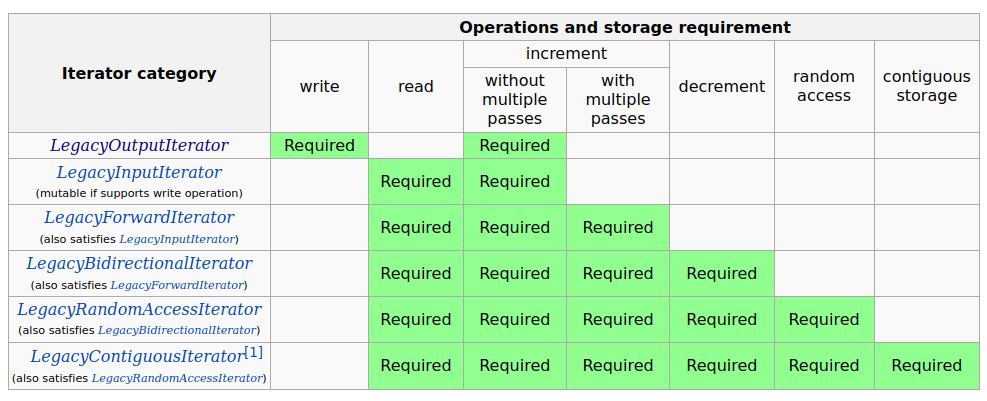 Operations and storage requirement
Iterator category
write
read
increment
without
multiple
passes
with
multiple
passes
decrement
random
access
contiguous
storage
LegacyOutputIterator
Required
Required
LegacyInputIterator
(mutable if supports write operation)
Required
Required
LegacyForwardIterator
(also satisfies LegacyInputIterator)
Required
Required
Required
LegacyBidirectionalIterator
(also satisfies LegacyForwardIterator)
Required
Required
Required
Required
LegacyRandomAccessIterator
(also satisfies LegacyBidirectionalIterator)
Required
Required
Required
Required
Required
LegacyContiguousIterator[1]
(also satisfies LegacyRandomAccessIterator)
Required
Required
Required
Required
Required
Required